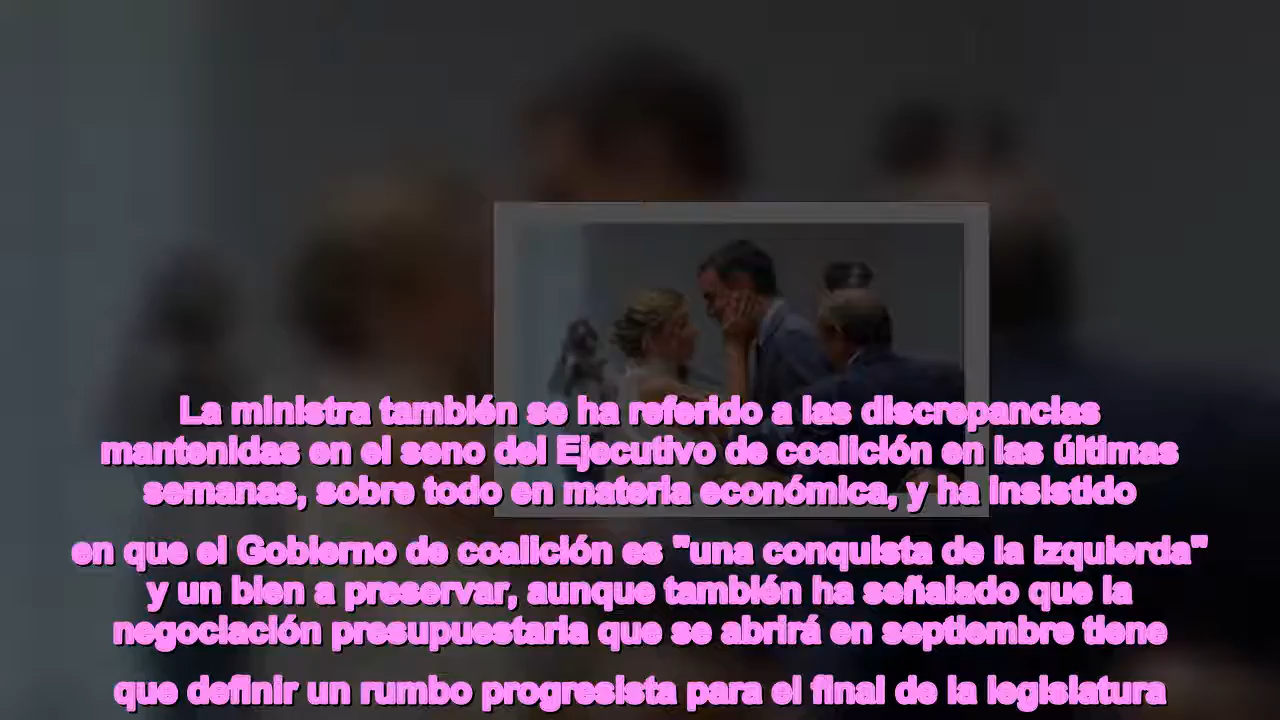 La ministra también se ha referido a las discrepancias
mantenidas en el seno del Ejecutivo de coalición en las últimas
semanas, sobre todo en materia económica, y ha insistido
en que el Gobierno de coalición es "una conquista de la izquierda"
y un bien a preservar, aunque también ha señalado que la
negociación presupuestaria que se abrirá en septiembre tiene
que definir un rumbo progresista para el final de la legislatura